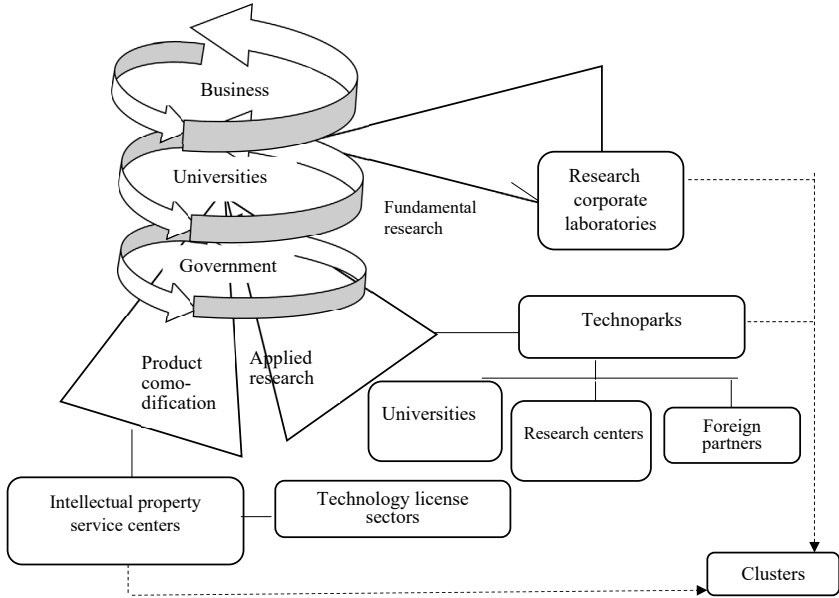 Business
Universities
Government
Fundamental
research
Research
corporate
laboratories
Technoparks
Product
comо-
dification
Applied
research
Universities
Research centers
Foreign
partners
Intellectual property
service centers
Technology license
sectors
Clusters